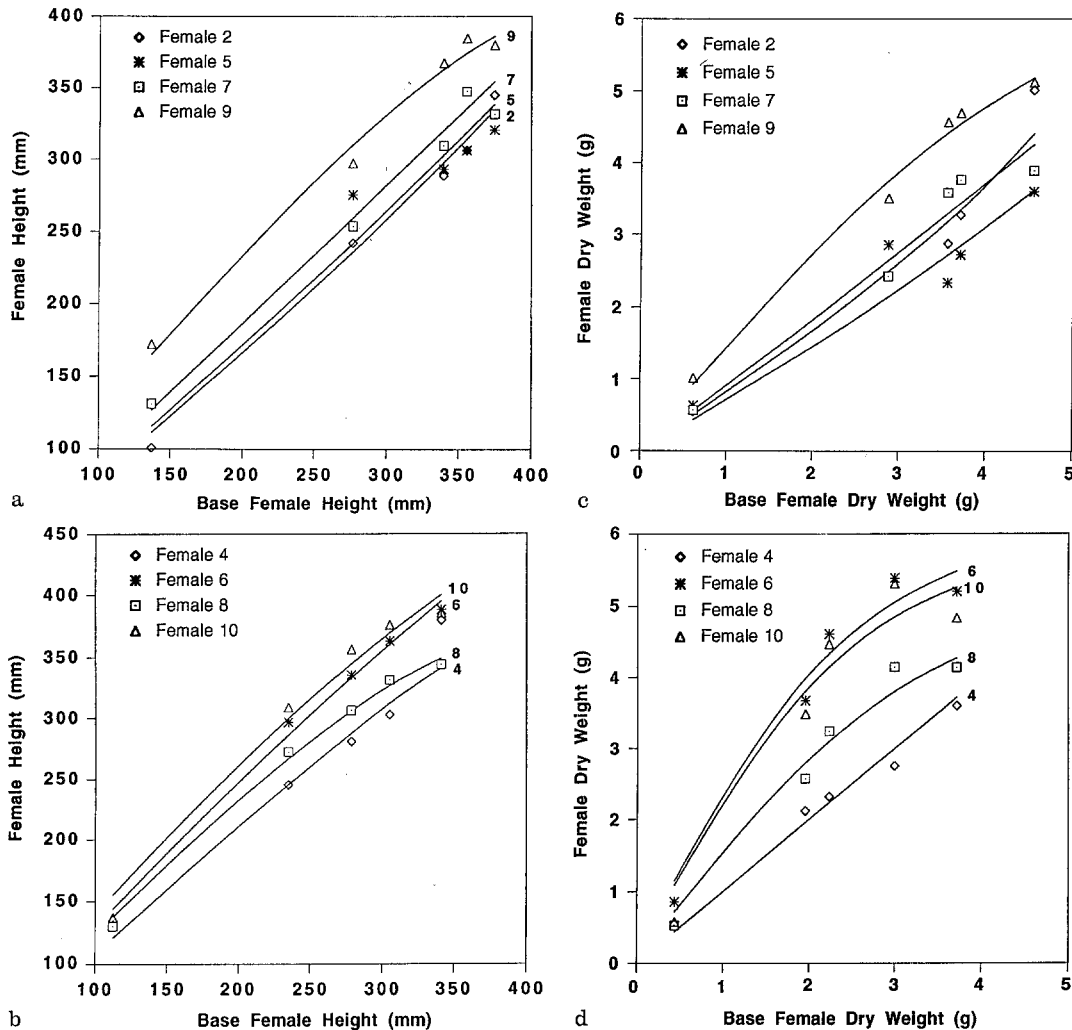 400
350
300
250
200
150
100
Female Height (mm)
Female 2
Female 5
Female 7
Female 9
9
7
5
2
100 150 200 250 300 350 400
Base Female Height (mm)
a
6
5
4
3
2
1
0
Female Dry Weight (g)
Female 2
Female 5
Female 7
Female 9
0 1 2 3 4 5
Base Female Dry Weight (g)
c
450
400
350
300
250
200
150
100
Female Height (mm)
Female 4
Female 6
Female 8
Female 10
10
6
8
4
100 150 200 250 300 350 400
Base Female Height (mm)
b
6
5
4
3
2
1
0
Female Dry Weight (g)
Female 4
Female 6
Female 8
Female 10
6
10
8
4
0 1 2 3 4 5
Base Female Dry Weight (g)
d